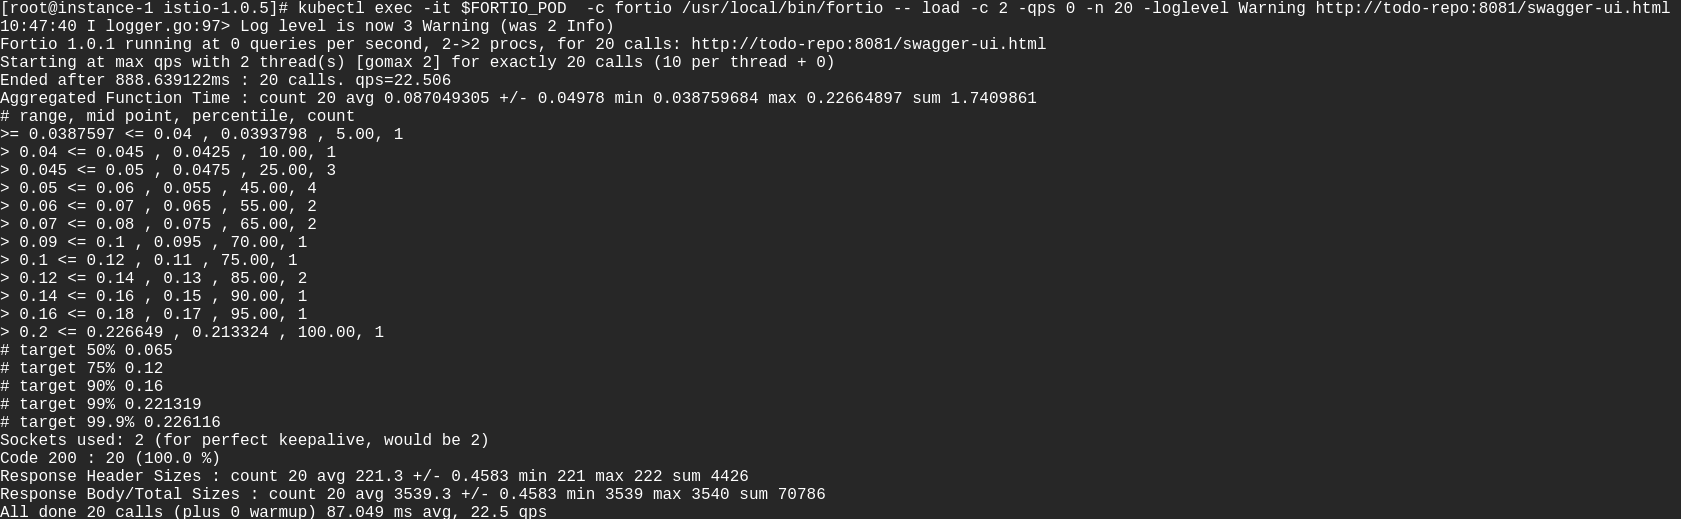 [root@instance-1 istio-1.0.5]# kubectl exec -it $FORTIO_POD  -c fortio /usr/local/bin/fortio -- load -c 2 -qps 0 -n 20 -loglevel Warning http://todo-repo:8081/swagger-ui.html
10:47:40 I logger.go:97> Log level is now 3 Warning (was 2 Info)
Fortio 1.0.1 running at 0 queries per second, 2->2 procs, for 20 calls: http://todo-repo:8081/swagger-ui.html
Starting at max qps with 2 thread(s) [gomax 2] for exactly 20 calls (10 per thread + 0)
Ended after 888.639122ms : 20 calls. qps=22.506
Aggregated Function Time : count 20 avg 0.087049305 +/- 0.04978 min 0.038759684 max 0.22664897 sum 1.7409861
# range, mid point, percentile, count
>= 0.0387597 <= 0.04 , 0.0393798 , 5.00, 1
> 0.04 <= 0.045 , 0.0425 , 10.00, 1
> 0.045 <= 0.05 , 0.0475 , 25.00, 3
> 0.05 <= 0.06 , 0.055 , 45.00, 4
> 0.06 <= 0.07 , 0.065 , 55.00, 2
> 0.07 <= 0.08 , 0.075 , 65.00, 2
> 0.09 <= 0.1 , 0.095 , 70.00, 1
> 0.1 <= 0.12 , 0.11 , 75.00, 1
> 0.12 <= 0.14 , 0.13 , 85.00, 2
> 0.14 <= 0.16 , 0.15 , 90.00, 1
> 0.16 <= 0.18 , 0.17 , 95.00, 1
> 0.2 <= 0.226649 , 0.213324 , 100.00, 1
# target 50% 0.065
# target 75% 0.12
# target 90% 0.16
# target 99% 0.221319
# target 99.9% 0.226116
Sockets used: 2 (for perfect keepalive, would be 2)
Code 200 : 20 (100.0 %)
Response Header Sizes : count 20 avg 221.3 +/- 0.4583 min 221 max 222 sum 4426
Response Body/Total Sizes : count 20 avg 3539.3 +/- 0.4583 min 3539 max 3540 sum 70786
All done 20 calls (plus 0 warmup) 87.049 ms avg, 22.5 qps